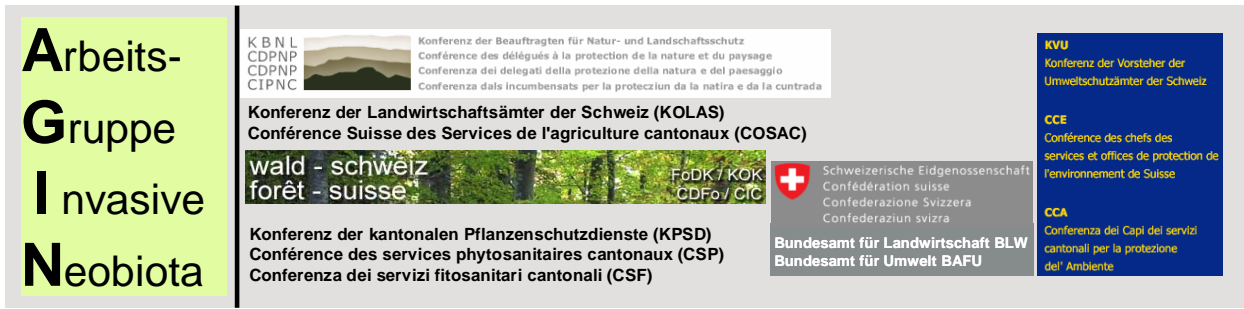 Arbeits-
Gruppe
Invasive
Neobiota
KBNL
CDPNP
CDPNP
CIPNC
Konferenz der Beauftragten für Natur- und Landschaftsschutz
Conférence des délégués à la protection de la nature et du paysage
Conferenza dei delegati della protezione della natura e del paesaggio
Conferenza dals incumbensats per la protecziun da la natira e da la cuntrada
Konferenz der Landwirtschaftsämter der Schweiz (KOLAS)
Conférence Suisse des Services de l'agriculture cantonaux (COSAC)
wald - schweiz
forêt - suisse
FoDK / KOK
CDFo / CIC
Konferenz der kantonalen Pflanzenschutzdienste (KPSD)
Conférence des services phytosanitaires cantonaux (CSP)
Conferenza dei servizi fitosanitari cantonali (CSF)
Schweizerische Eidgenossenschaft
Confédération suisse
Confederazione Svizzera
Confederaziun svizra
Bundesamt für Landwirtschaft BLW
Bundesamt für Umwelt BAFU
KVU
Konferenz der Vorsteher der
Umweltschutzämter der Schweiz
CCE
Conférence des chefs des
services et offices de protection de
l'environnement de Suisse
CCA
Conferenza dei Capi dei servizi
cantonali per la protezione
del' Ambiente